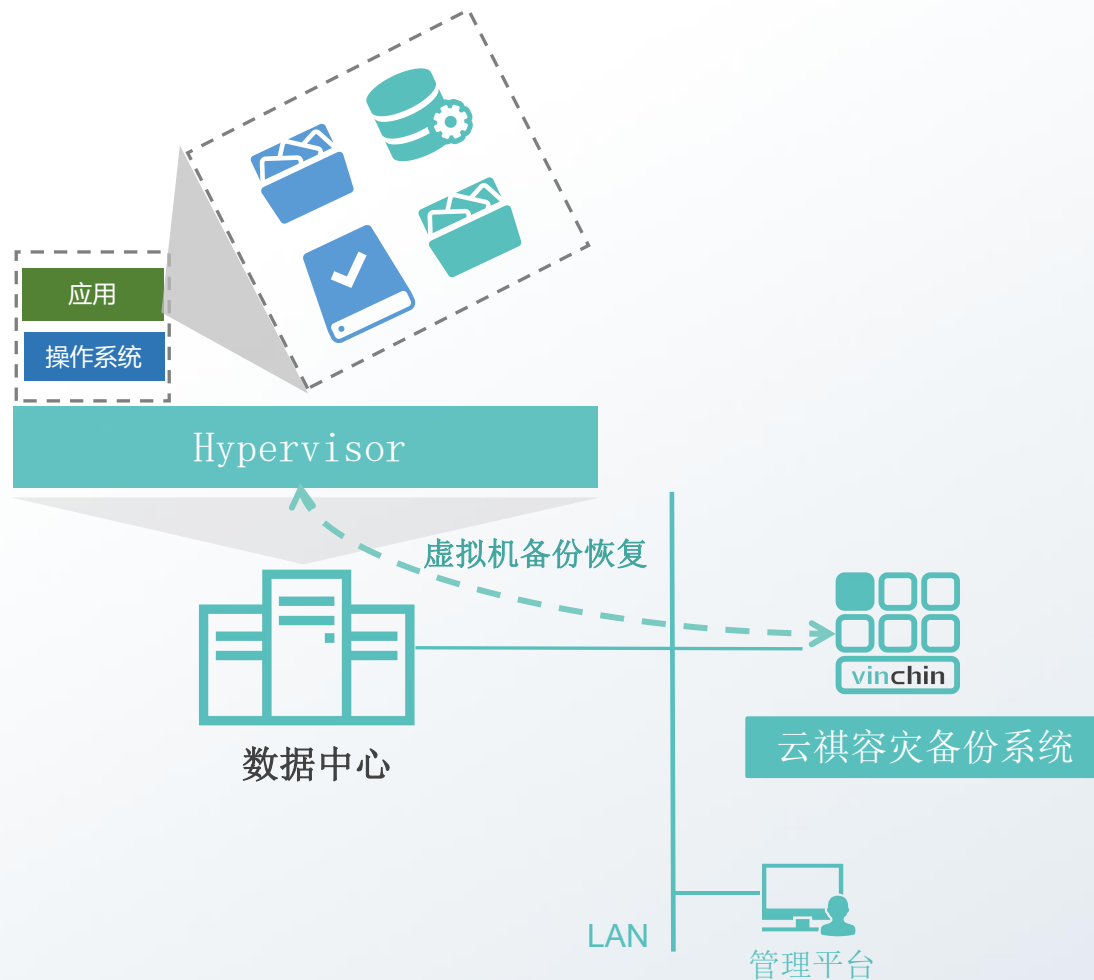 应用
操作系统
Hypervisor
虚拟机备份恢复
vinchin
数据中心
云祺容灾备份系统
LAN
管理平台